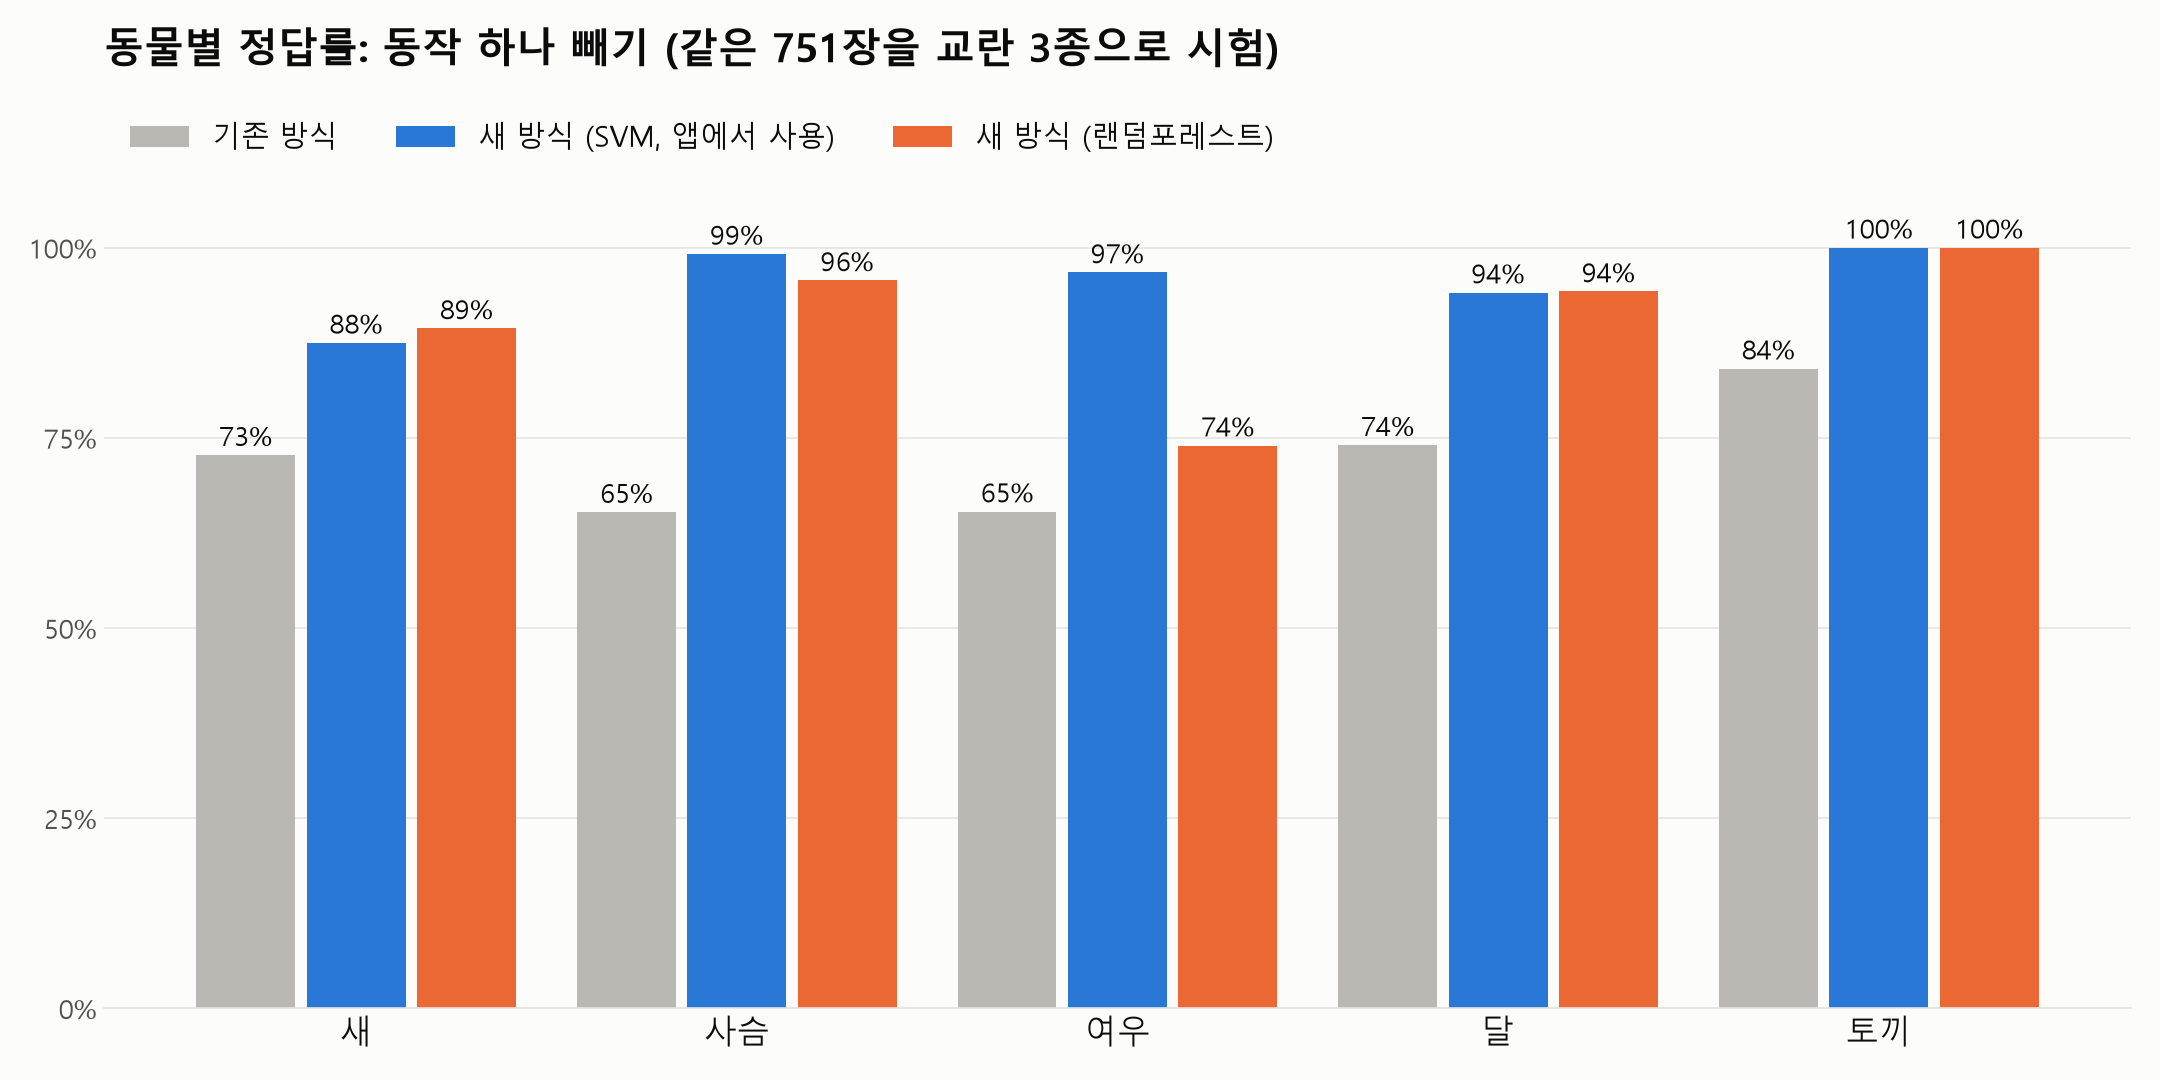 동물별 정답률: 동작 하나 빼기 (같은 751장을 교란 3종으로 시험)
기존 방식 새 방식 (SVM, 앱에서 사용) 새 방식 (랜덤포레스트)
100%
75%
50%
25%
0%
73% 88% 89%
65% 99% 96%
65% 97% 74%
74% 94% 94%
84% 100% 100%
새 사슴 여우 달 토끼